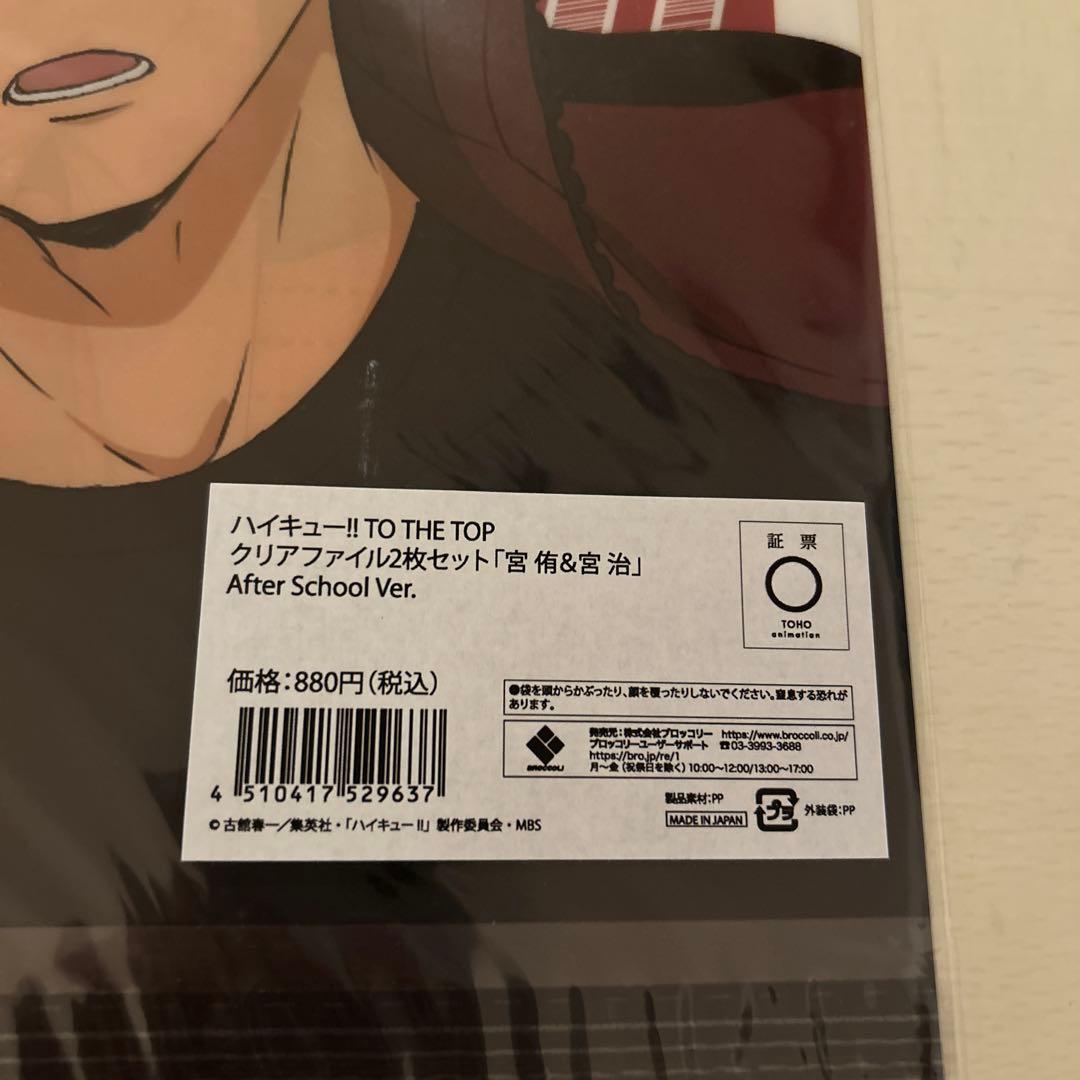 ハイキュー!! TO THE TOP
クリアファイル2枚セット「宮 侑&宮 治」
After School Ver.
証 票
TOHO
animation
価格:880円(税込)
●袋を頭からかぶったり、顔を覆ったりしないでください。窒息する恐れが
あります。
BROCCOLI
発売元:株式会社ブロッコリー https://www.broccoli.co.jp/
ブロッコリーユーザーサポート ☎03-3993-3688
https://bro.jp/re/1
月～金(祝祭日を除く)10:00～12:00/13:00～17:00
4 510417 529637
製品素材:PP
MADE IN JAPAN
プラ
外装袋:PP
©古舘春一/集英社・「ハイキュー!!」製作委員会・MBS